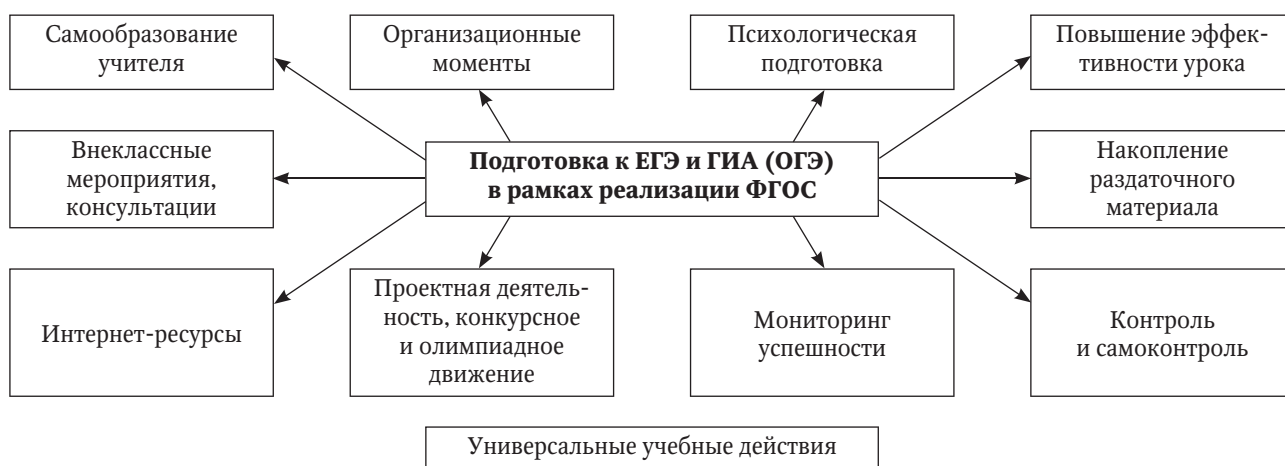 Самообразование
учителя
Организационные
моменты
Психологическая
подготовка
Повышение эффек-
тивности урока
Внеклассные
мероприятия,
консультации
Подготовка к ЕГЭ и ГИА (ОГЭ)
в рамках реализации ФГОС
Накопление
раздаточного
материала
Интернет-ресурсы
Проектная деятель-
ность, конкурсное
и олимпиадное
движение
Мониторинг
успешности
Контроль
и самоконтроль
Универсальные учебные действия